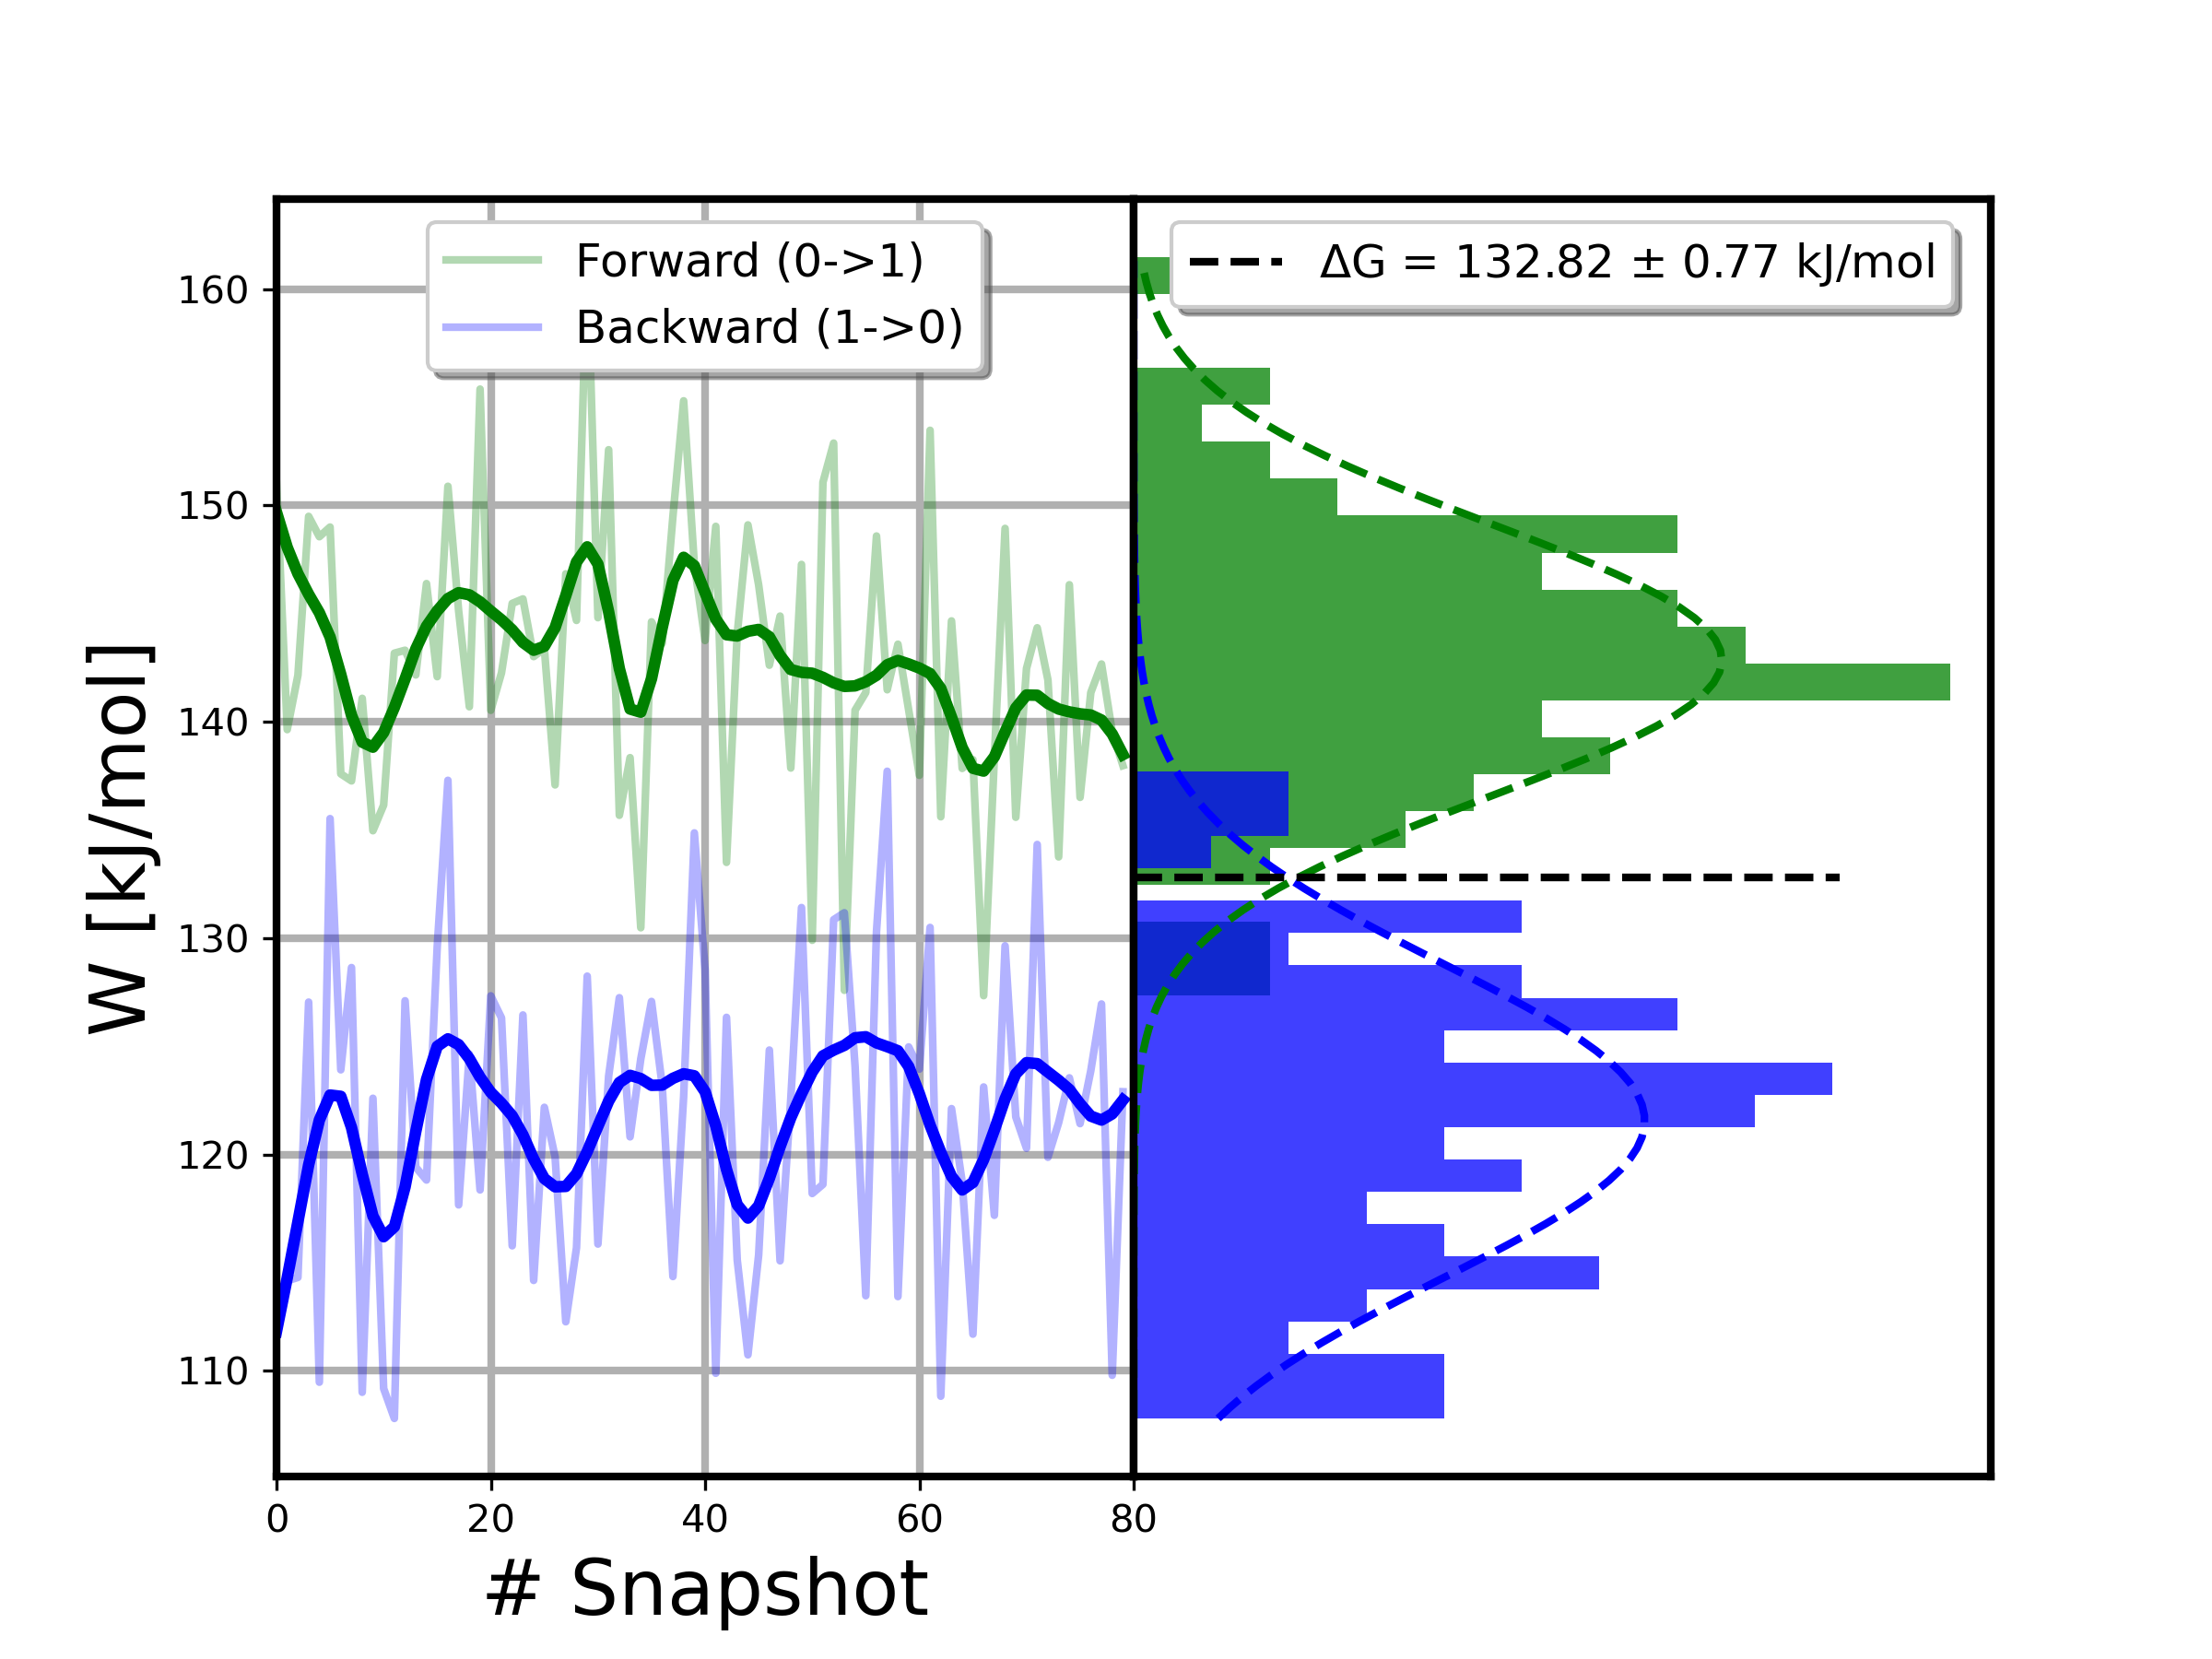 Forward (0->1)
Backward (1->0)
ΔG = 132.82 ± 0.77 kJ/mol
W [kJ/mol]
160
150
140
130
120
110
0 20 40 60 80
# Snapshot